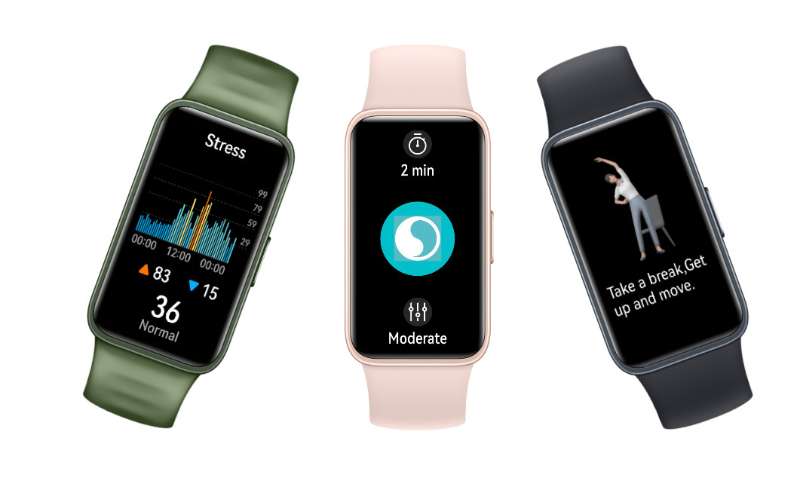 Stress
99
79
59
29
00:00 12:00 00:00
83 15
36
Normal
2 min
Moderate
Take a break,Get
up and move.